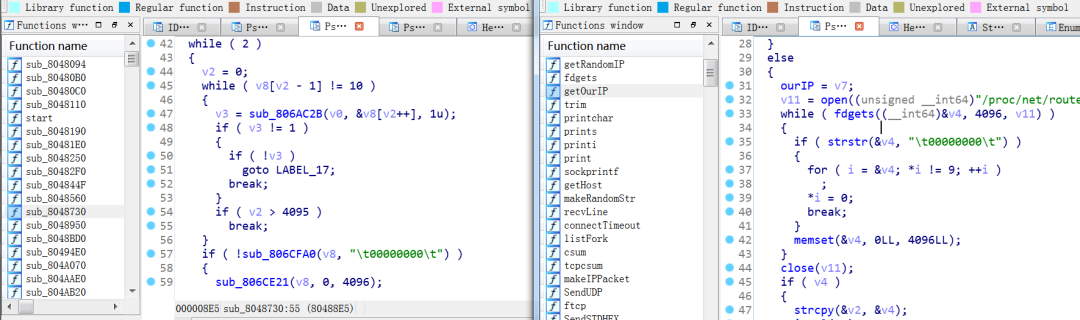 Library function Regular function Instruction Data Unexplored External symbol
Functions w…
ID… Ps… Ps… Ps… He…
Function name
sub_8048094
sub_80480B0
sub_80480C0
sub_8048110
start
sub_8048190
sub_80481E0
sub_8048250
sub_80482F0
sub_804844F
sub_8048560
sub_8048730
sub_8048950
sub_8048BD0
sub_80494E0
sub_804A070
sub_804AAE0
sub_804AB20
42 while ( 2 )
43 {
44 v2 = 0;
45 while ( v8[v2 - 1] != 10 )
46 {
47 v3 = sub_806AC2B(v0, &v8[v2++], 1u);
48 if ( v3 != 1 )
49 {
50 if ( !v3 )
51 goto LABEL_17;
52 break;
53 }
54 if ( v2 > 4095 )
55 break;
56 }
57 if ( !sub_806CFA0(v8, "\t00000000\t") )
58 {
59 sub_806CE21(v8, 0, 4096);
000008E5 sub_8048730:55 (80488E5)
Library function Regular function Instruction Data Unexplored External symbol
Functions window
ID… Ps… He… St… Enum
Function name
getRandomIP
fdgets
getOurIP
trim
printchar
prints
printi
print
sockprintf
getHost
makeRandomStr
recvLine
connectTimeout
listFork
csum
tcpcsum
makeIPPacket
SendUDP
ftcp
SendSTDHEX
28 }
29 else
30 {
31 ourIP = v7;
32 v11 = open((unsigned __int64)"/proc/net/route
33 while ( fdgets((__int64)&v4, 4096, v11) )
34 {
35 if ( strstr(&v4, "\t00000000\t") )
36 {
37 for ( i = &v4; *i != 9; ++i )
38 ;
39 *i = 0;
40 break;
41 }
42 memset(&v4, 0LL, 4096LL);
43 }
44 close(v11);
45 if ( v4 )
46 {
47 strcpy(&v2, &v4);